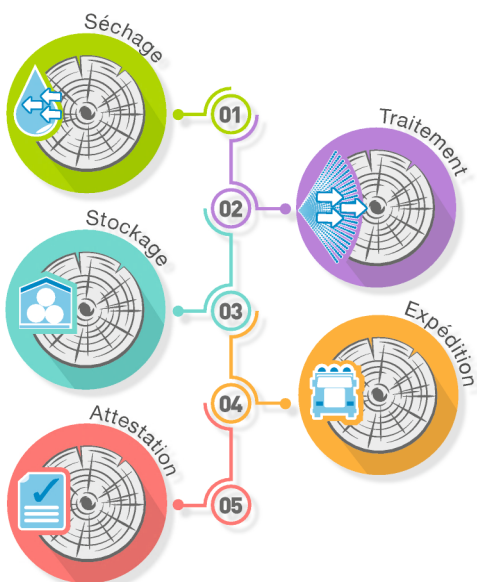 Séchage
01
Traitement
02
Stockage
03
Expédition
04
Attestation
05